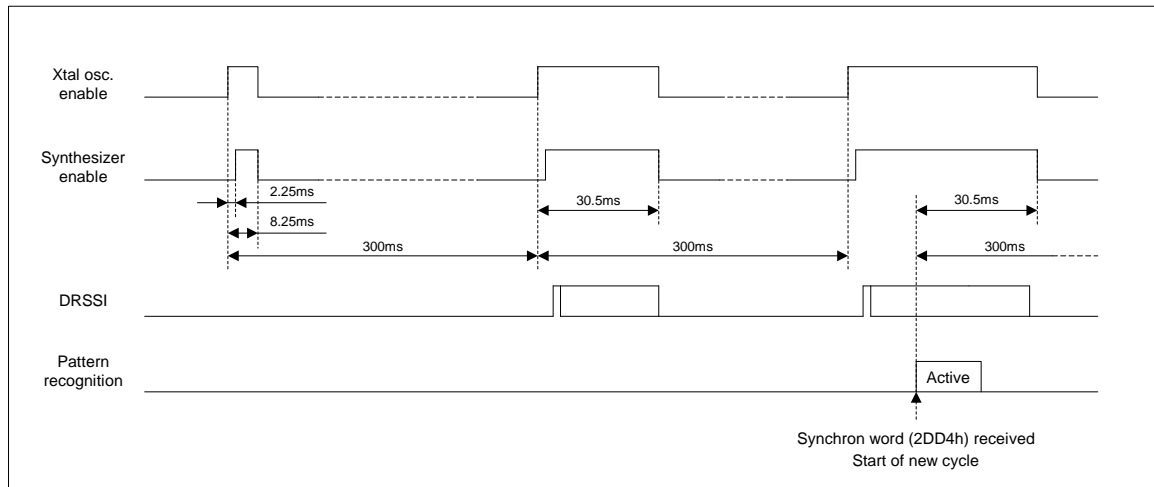 Xtal osc.
enable
Synthesizer
enable
2.25ms
30.5ms
30.5ms
8.25ms
300ms
300ms
300ms
DRSSI
Pattern
recognition
Active
Synchron word (2DD4h) received
Start of new cycle